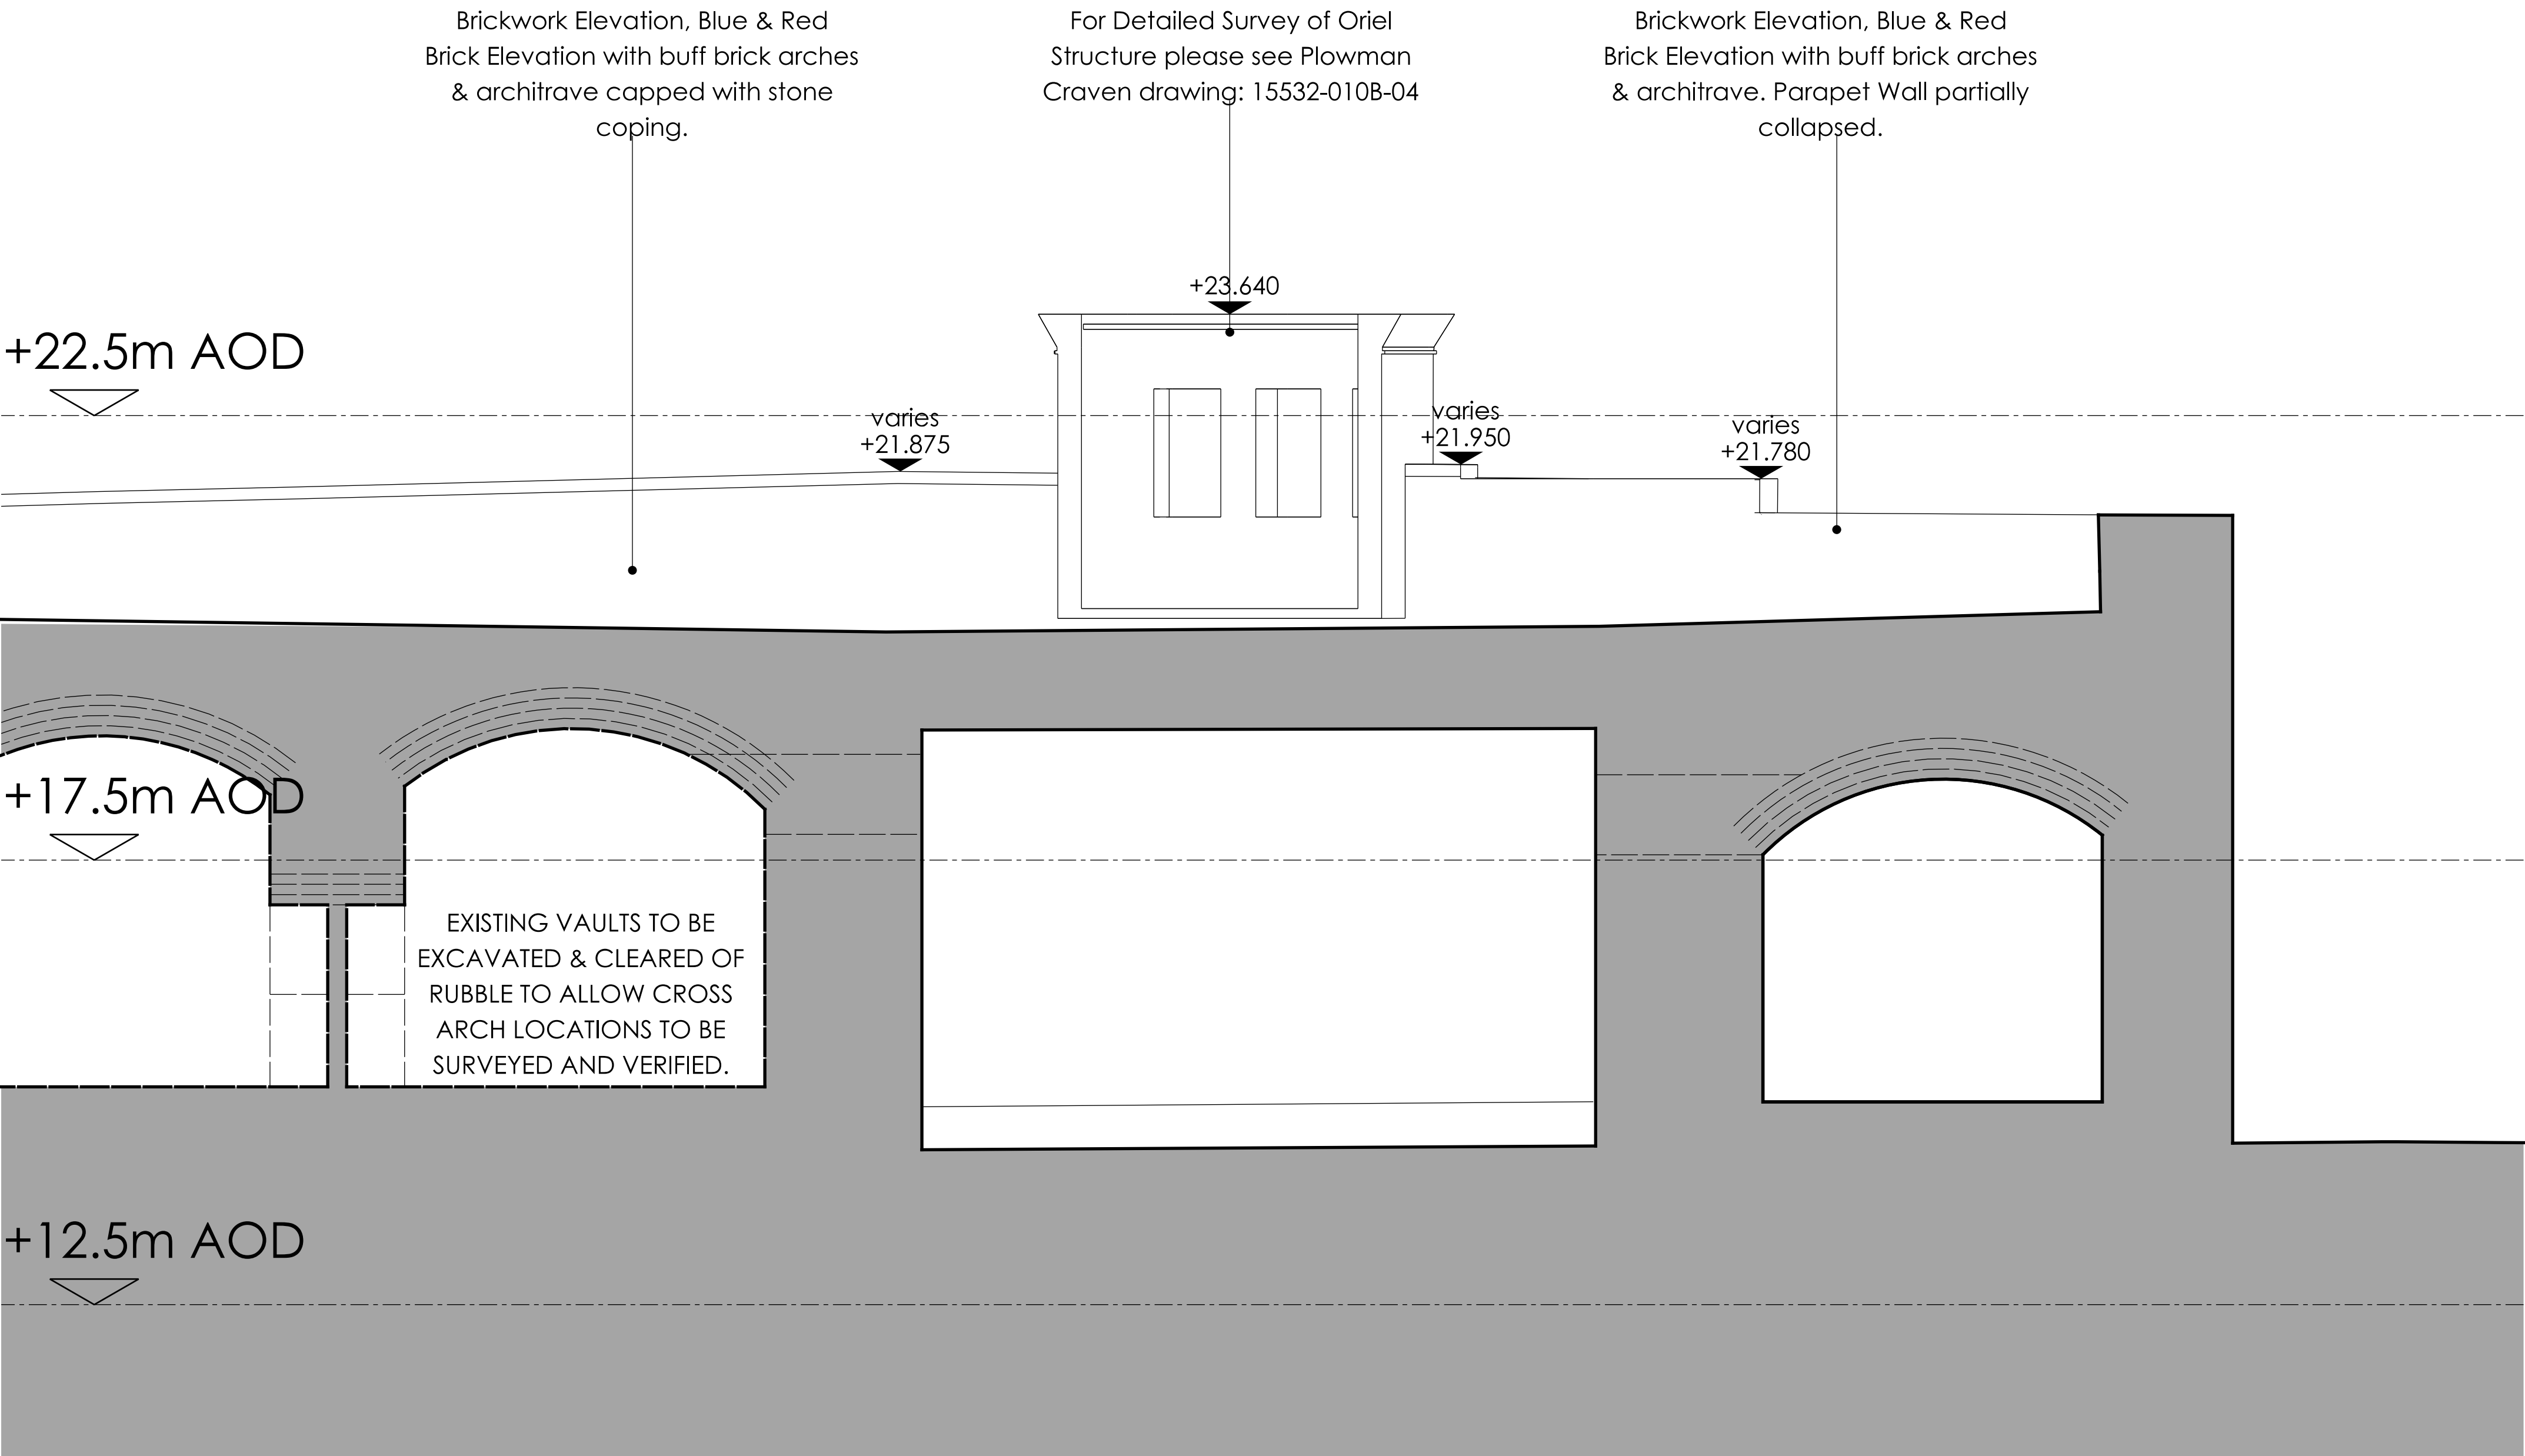 Brickwork Elevation, Blue & Red
Brick Elevation with buff brick arches
& architrave capped with stone
coping.
For Detailed Survey of Oriel
Structure please see Plowman
Craven drawing: 15532-010B-04
Brickwork Elevation, Blue & Red
Brick Elevation with buff brick arches
& architrave. Parapet Wall partially
collapsed.
+23.640
+22.5m AOD
varies
+21.875
varies
+21.950
varies
+21.780
+17.5m AOD
EXISTING VAULTS TO BE
EXCAVATED & CLEARED OF
RUBBLE TO ALLOW CROSS
ARCH LOCATIONS TO BE
SURVEYED AND VERIFIED.
+12.5m AOD